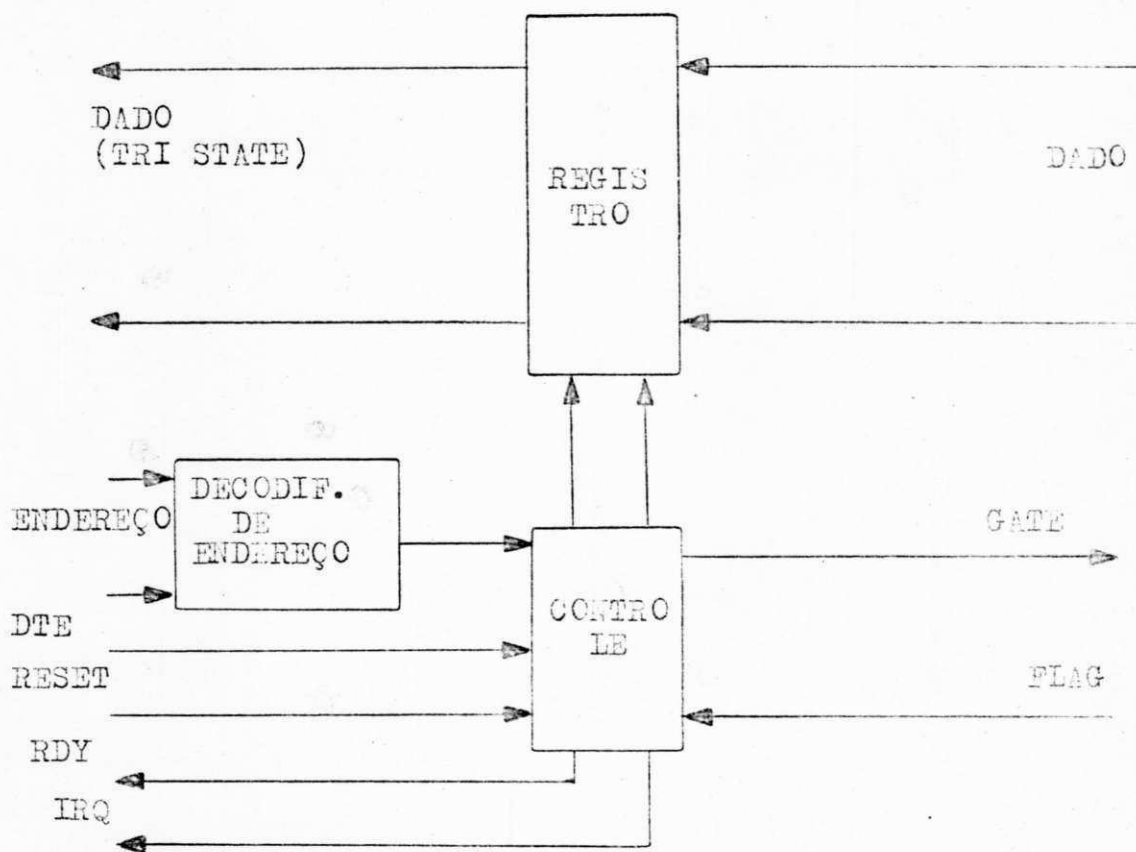 DADO
(TRI STATE)
REGIS
TRO
DADO
ENDEREÇO
DECODIF.
DE
ENDEREÇO
GATE
CONTRO
LE
DTE
RESET
FLAG
RDY
IRQ